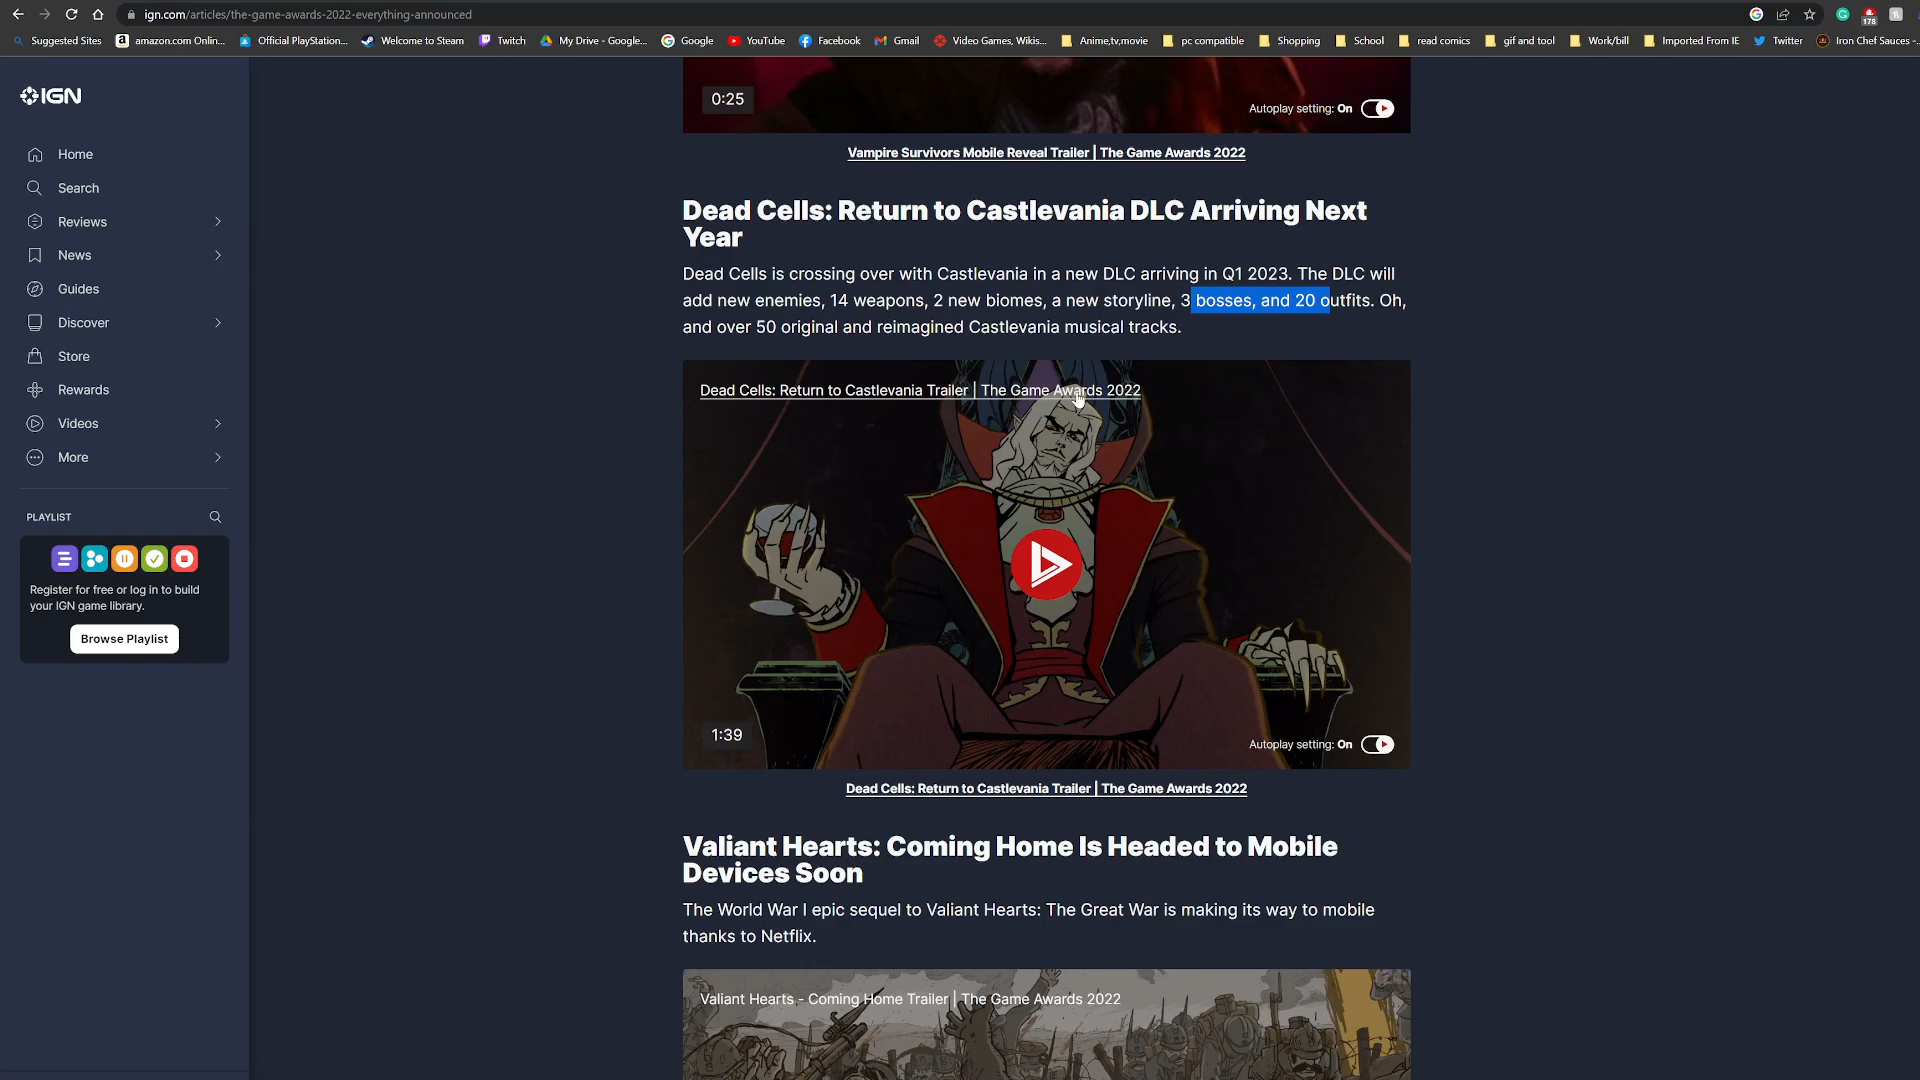 ign.com/articles/the-game-awards-2022-everything-announced
178
Suggested Sites
amazon.com Onlin...
Official PlayStation...
Welcome to Steam
Twitch
My Drive - Google...
Google
YouTube
Facebook
Gmail
Video Games, Wikis...
Anime,tv,movie
pc compatible
Shopping
School
read comics
gif and tool
Work/bill
Imported From IE
Twitter
Iron Chef Sauces -...
IGN
Home
Search
Reviews
News
Guides
Discover
Store
Rewards
Videos
More
PLAYLIST
Register for free or log in to build
your IGN game library.
Browse Playlist
0:25
Autoplay setting: On
Vampire Survivors Mobile Reveal Trailer | The Game Awards 2022
Dead Cells: Return to Castlevania DLC Arriving Next
Year
Dead Cells is crossing over with Castlevania in a new DLC arriving in Q1 2023. The DLC will
add new enemies, 14 weapons, 2 new biomes, a new storyline, 3 bosses, and 20 outfits. Oh,
and over 50 original and reimagined Castlevania musical tracks.
Dead Cells: Return to Castlevania Trailer | The Game Awards 2022
1:39
Autoplay setting: On
Dead Cells: Return to Castlevania Trailer | The Game Awards 2022
Valiant Hearts: Coming Home Is Headed to Mobile
Devices Soon
The World War I epic sequel to Valiant Hearts: The Great War is making its way to mobile
thanks to Netflix.
Valiant Hearts - Coming Home Trailer | The Game Awards 2022